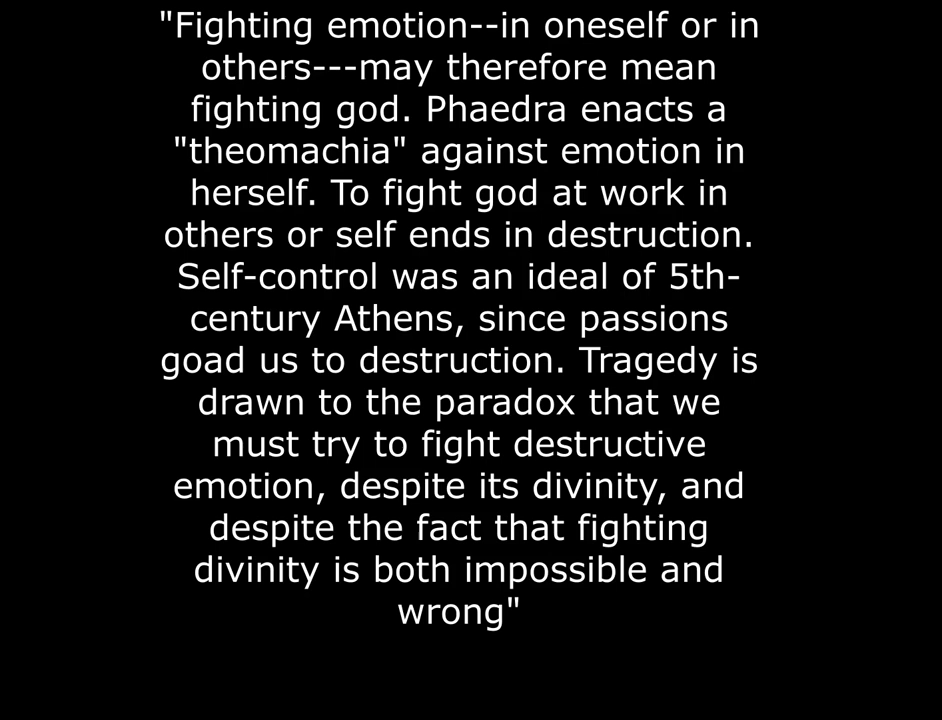 "Fighting emotion--in oneself or in
others---may therefore mean
fighting god. Phaedra enacts a
"theomachia" against emotion in
herself. To fight god at work in
others or self ends in destruction.
Self-control was an ideal of 5th-
century Athens, since passions
goad us to destruction. Tragedy is
drawn to the paradox that we
must try to fight destructive
emotion, despite its divinity, and
despite the fact that fighting
divinity is both impossible and
wrong"